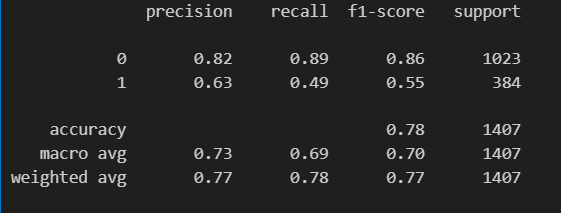 precision recall f1-score support
0 0.82 0.89 0.86 1023
1 0.63 0.49 0.55 384
accuracy 0.78 1407
macro avg 0.73 0.69 0.70 1407
weighted avg 0.77 0.78 0.77 1407